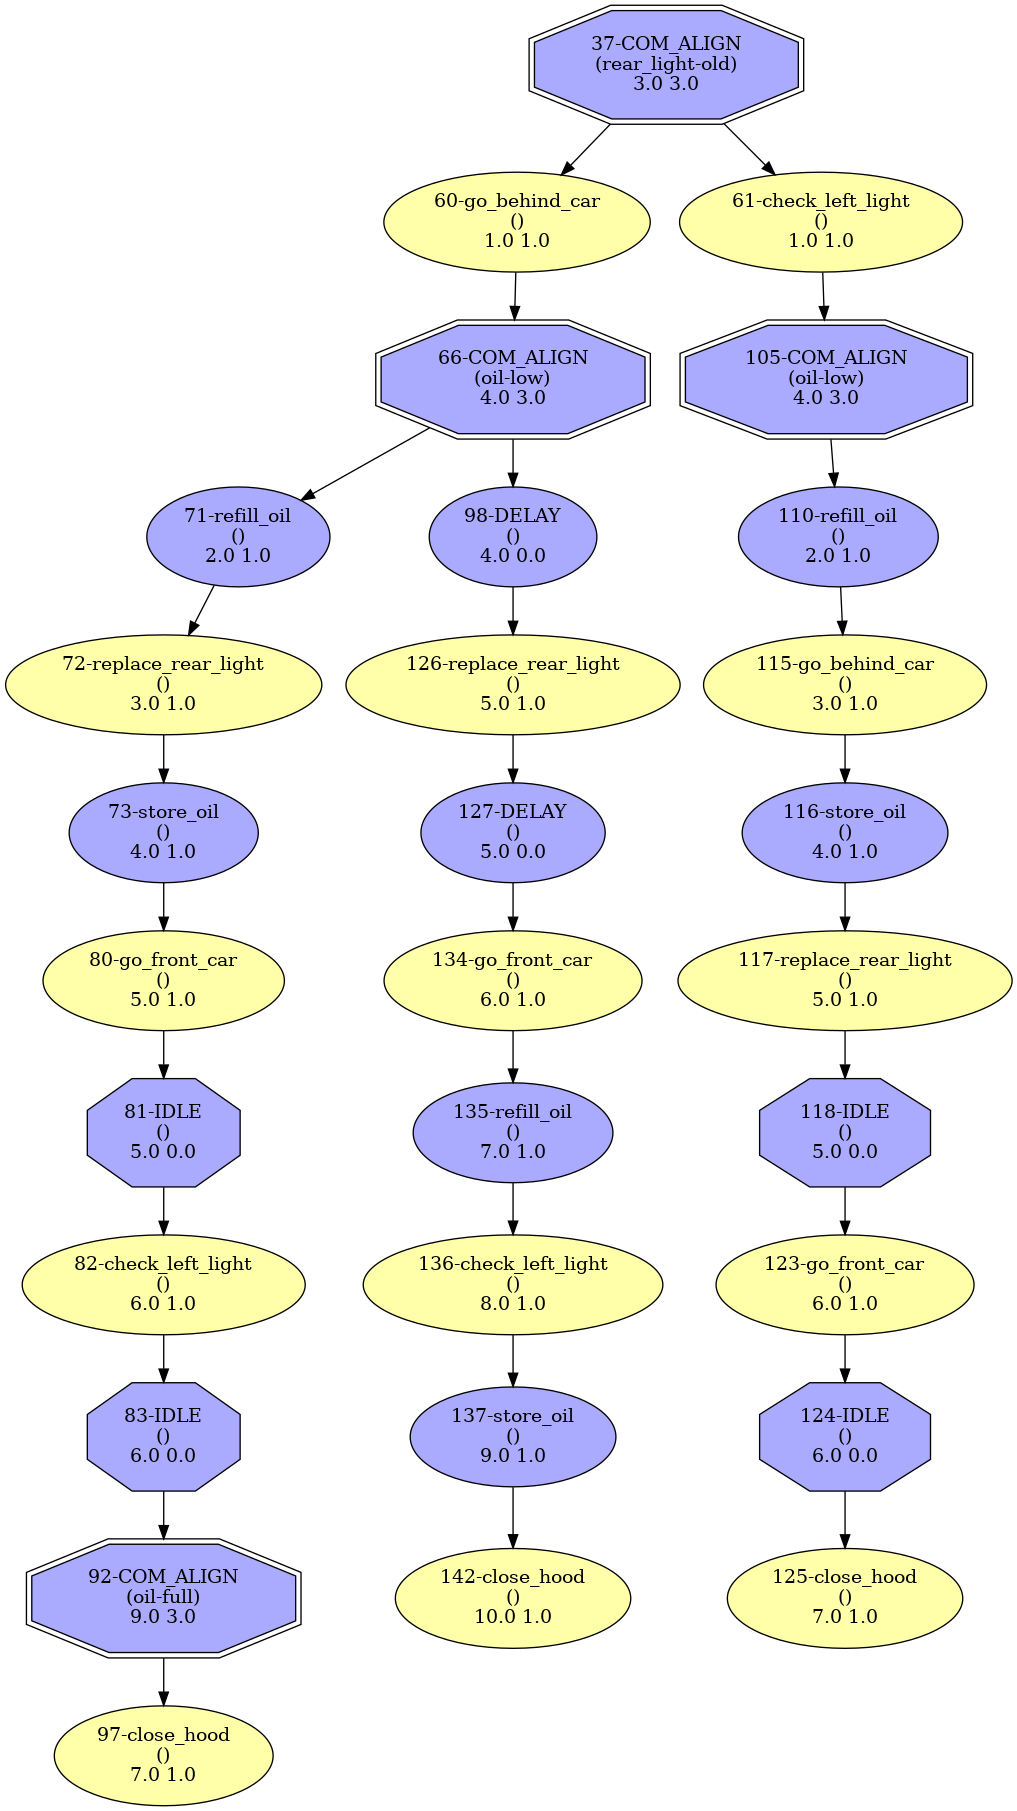 37-COM_ALIGN
(rear_light-old)
3.0 3.0
60-go_behind_car
()
1.0 1.0
61-check_left_light
()
1.0 1.0
66-COM_ALIGN
(oil-low)
4.0 3.0
105-COM_ALIGN
(oil-low)
4.0 3.0
71-refill_oil
()
2.0 1.0
98-DELAY
()
4.0 0.0
110-refill_oil
()
2.0 1.0
72-replace_rear_light
()
3.0 1.0
126-replace_rear_light
()
5.0 1.0
115-go_behind_car
()
3.0 1.0
73-store_oil
()
4.0 1.0
127-DELAY
()
5.0 0.0
116-store_oil
()
4.0 1.0
80-go_front_car
()
5.0 1.0
134-go_front_car
()
6.0 1.0
117-replace_rear_light
()
5.0 1.0
81-IDLE
()
5.0 0.0
135-refill_oil
()
7.0 1.0
118-IDLE
()
5.0 0.0
82-check_left_light
()
6.0 1.0
136-check_left_light
()
8.0 1.0
123-go_front_car
()
6.0 1.0
83-IDLE
()
6.0 0.0
137-store_oil
()
9.0 1.0
124-IDLE
()
6.0 0.0
92-COM_ALIGN
(oil-full)
9.0 3.0
142-close_hood
()
10.0 1.0
125-close_hood
()
7.0 1.0
97-close_hood
()
7.0 1.0